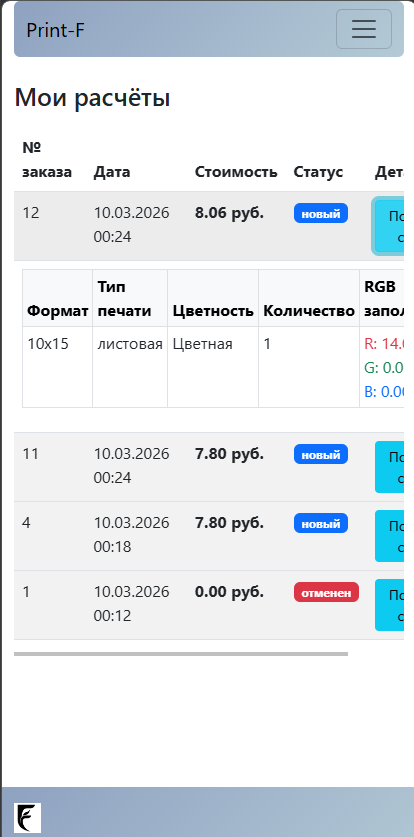 Print-F
Мои расчёты
№
заказа Дата Стоимость Статус Дета
12 10.03.2026 8.06 руб. новый По
00:24 с
Формат Тип печати Цветность Количество RGB запол
10x15 листовая Цветная 1 R: 14.0
G: 0.0
B: 0.00
11 10.03.2026 7.80 руб. новый По
00:24 с
4 10.03.2026 7.80 руб. новый По
00:18 с
1 10.03.2026 0.00 руб. отменен По
00:12 с